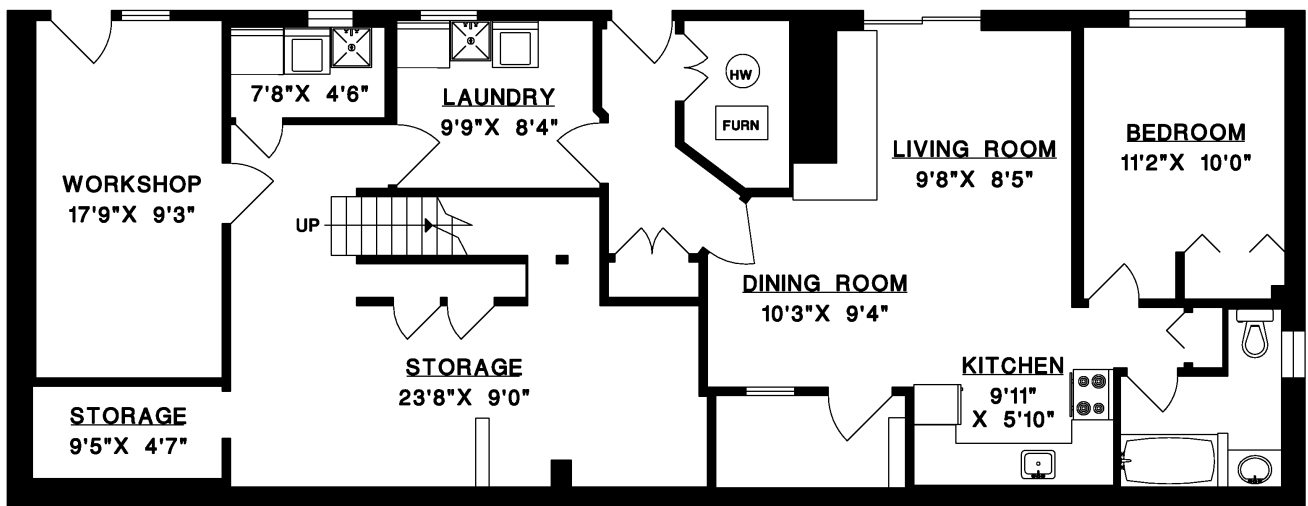 7'8"X 4'6"
LAUNDRY
9'9"X 8'4"
HW
FURN
LIVING ROOM
9'8"X 8'5"
BEDROOM
11'2"X 10'0"
WORKSHOP
17'9"X 9'3"
UP
DINING ROOM
10'3"X 9'4"
STORAGE
23'8"X 9'0"
KITCHEN
9'11"
X 5'10"
STORAGE
9'5"X 4'7"